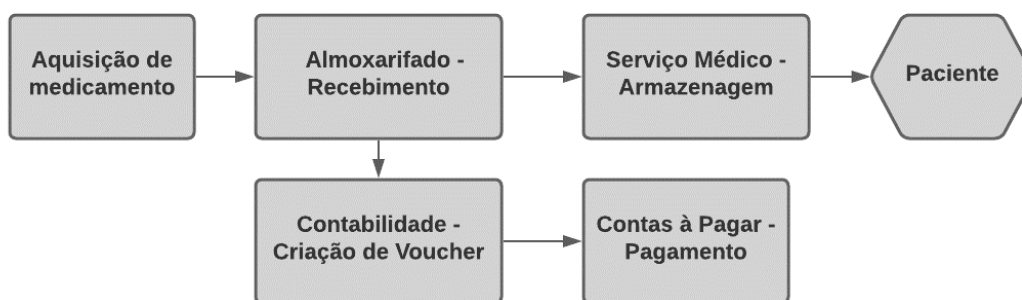 Aquisição de
medicamento
Almoxarifado -
Recebimento
Serviço Médico -
Armazenagem
Paciente
Contabilidade -
Criação de Voucher
Contas à Pagar -
Pagamento